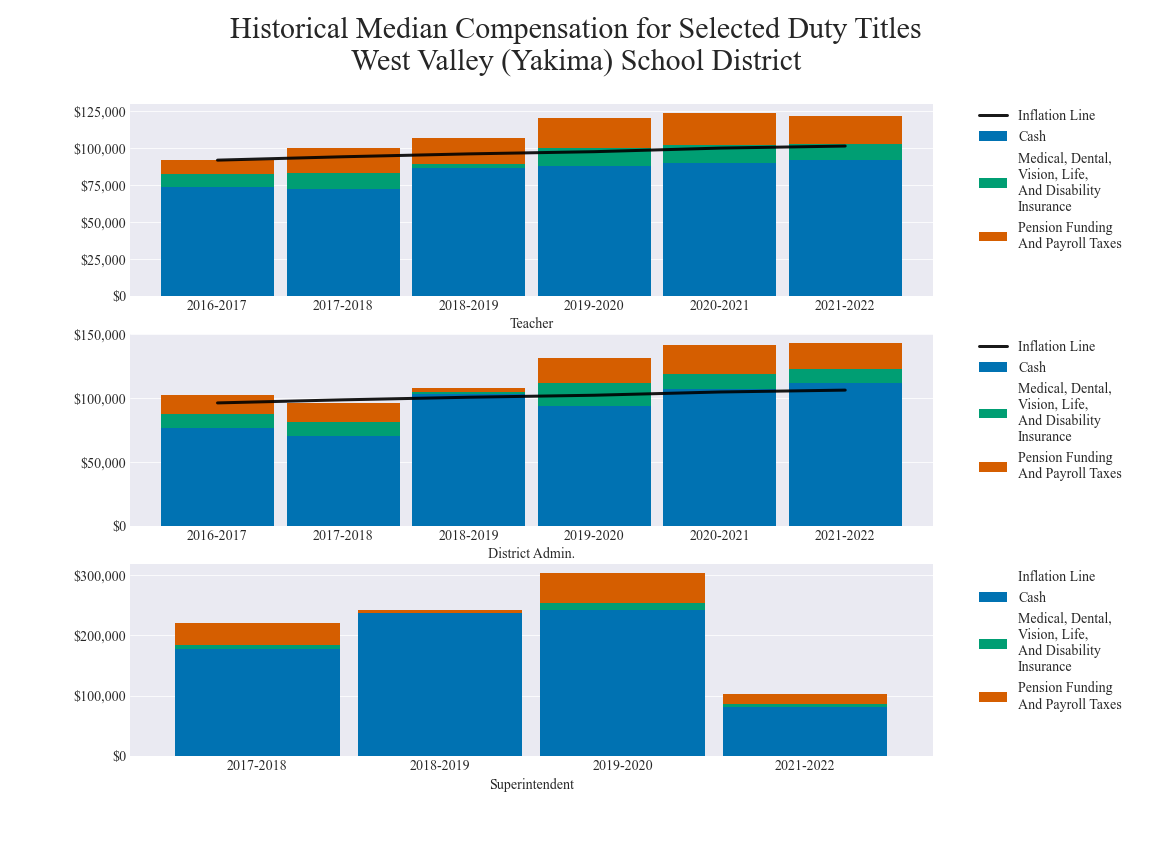 Historical Median Compensation for Selected Duty Titles
West Valley (Yakima) School District
$125,000
$100,000
$75,000
$50,000
$25,000
$0
2016-2017 2017-2018 2018-2019 2019-2020 2020-2021 2021-2022
Teacher
Inflation Line
Cash
Medical, Dental,
Vision, Life,
And Disability
Insurance
Pension Funding
And Payroll Taxes
$150,000
$100,000
$50,000
$0
2016-2017 2017-2018 2018-2019 2019-2020 2020-2021 2021-2022
District Admin.
Inflation Line
Cash
Medical, Dental,
Vision, Life,
And Disability
Insurance
Pension Funding
And Payroll Taxes
$300,000
$200,000
$100,000
$0
2017-2018 2018-2019 2019-2020 2021-2022
Superintendent
Inflation Line
Cash
Medical, Dental,
Vision, Life,
And Disability
Insurance
Pension Funding
And Payroll Taxes